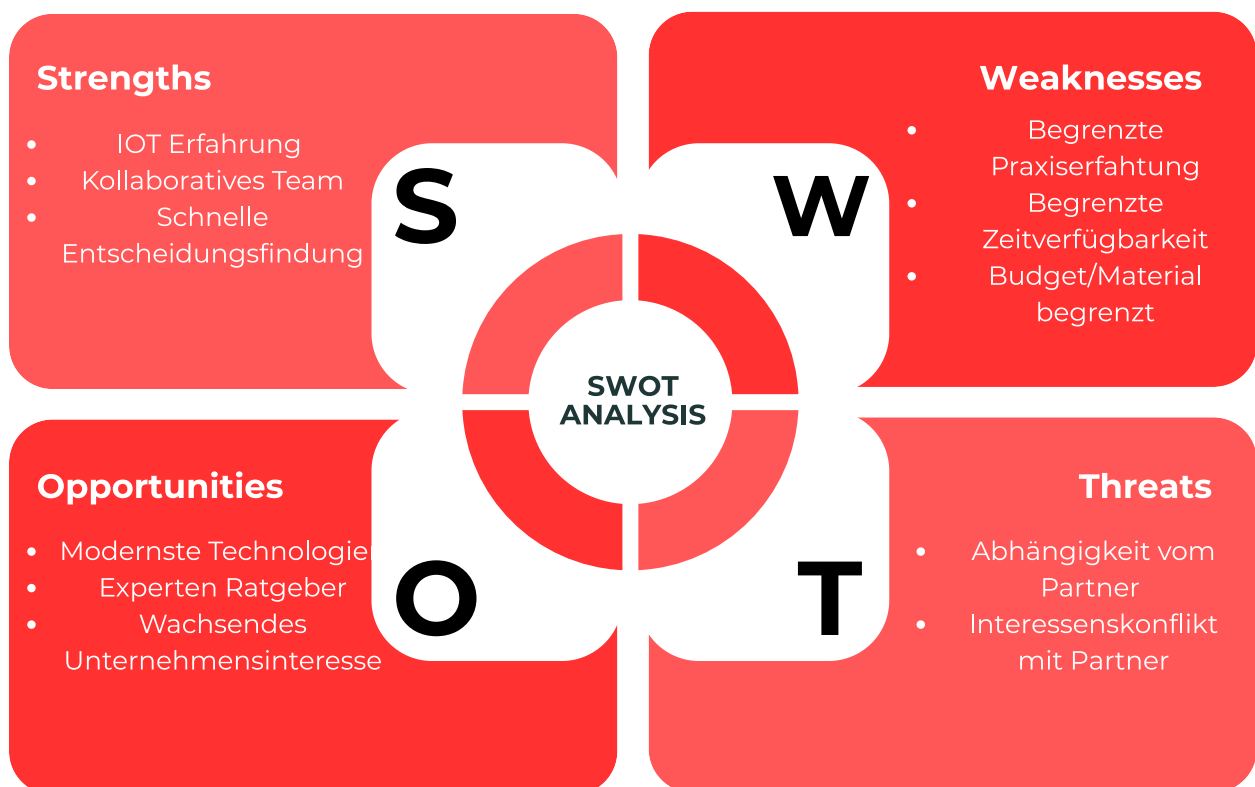 Strengths
• IOT Erfahrung
• Kollaboratives Team
• Schnelle
Entscheidungsfindung
S
Weaknesses
• Begrenzte
Praxiserfahtung
• Begrenzte
Zeitverfügbarkeit
• Budget/Material
begrenzt
W
SWOT
ANALYSIS
Opportunities
• Modernste Technologien
• Experten Ratgeber
• Wachsendes
Unternehmensinteresse
O
Threats
• Abhängigkeit vom
Partner
• Interessenskonflikt
mit Partner
T